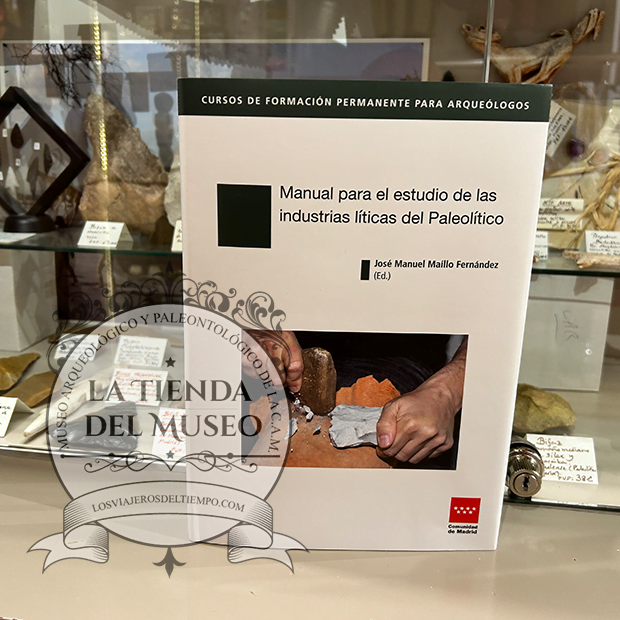 CURSOS DE FORMACIÓN PERMANENTE PARA ARQUEÓLOGOS
Manual para el estudio de las
industrias líticas del Paleolítico
José Manuel Maíllo Fernández
(Ed.)
MUSEO ARQUEOLÓGICO Y PALEONTOLÓGICO DE LA C.A.M.
LA TIENDA
DEL MUSEO
LOSVIAJEROSDELTIEMPO.COM
Comunidad
de Madrid
Bifaz